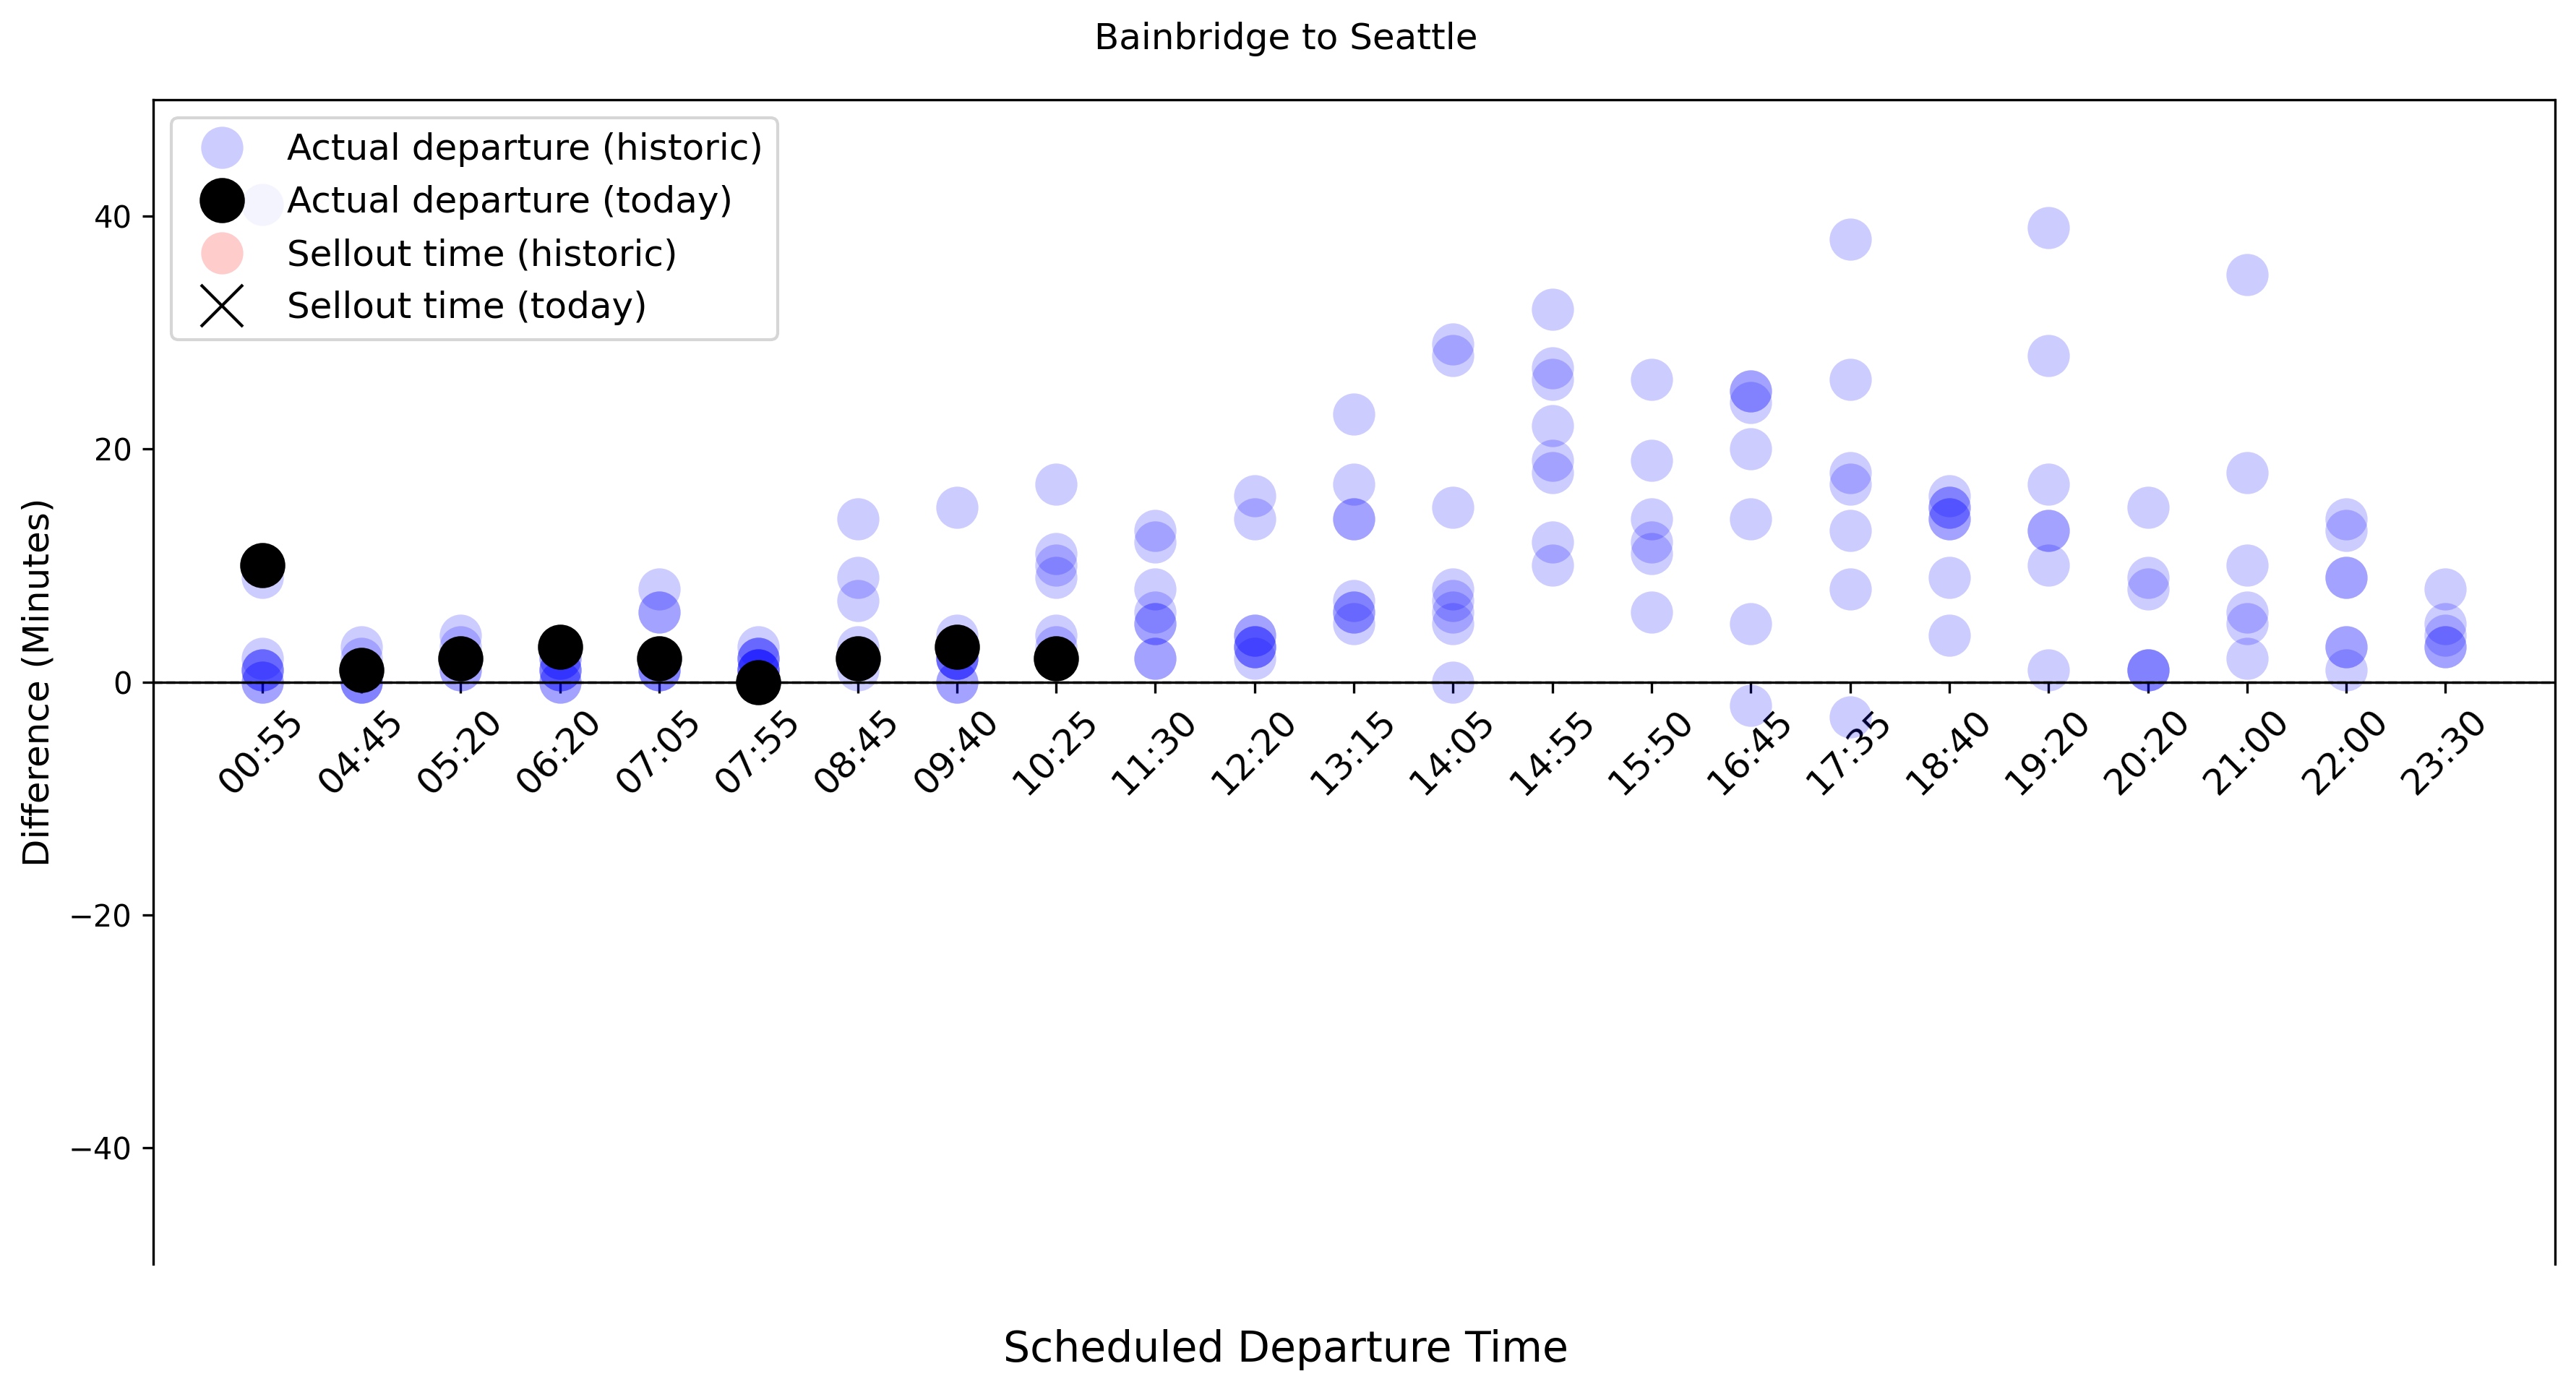 Bainbridge to Seattle
Actual departure (historic)
Actual departure (today)
Sellout time (historic)
Sellout time (today)
Difference (Minutes)
40
20
0
−20
−40
00:55 04:45 05:20 06:20 07:05 07:55 08:45 09:40 10:25 11:30 12:20 13:15 14:05 14:55 15:50 16:45 17:35 18:40 19:20 20:20 21:00 22:00 23:30
Scheduled Departure Time